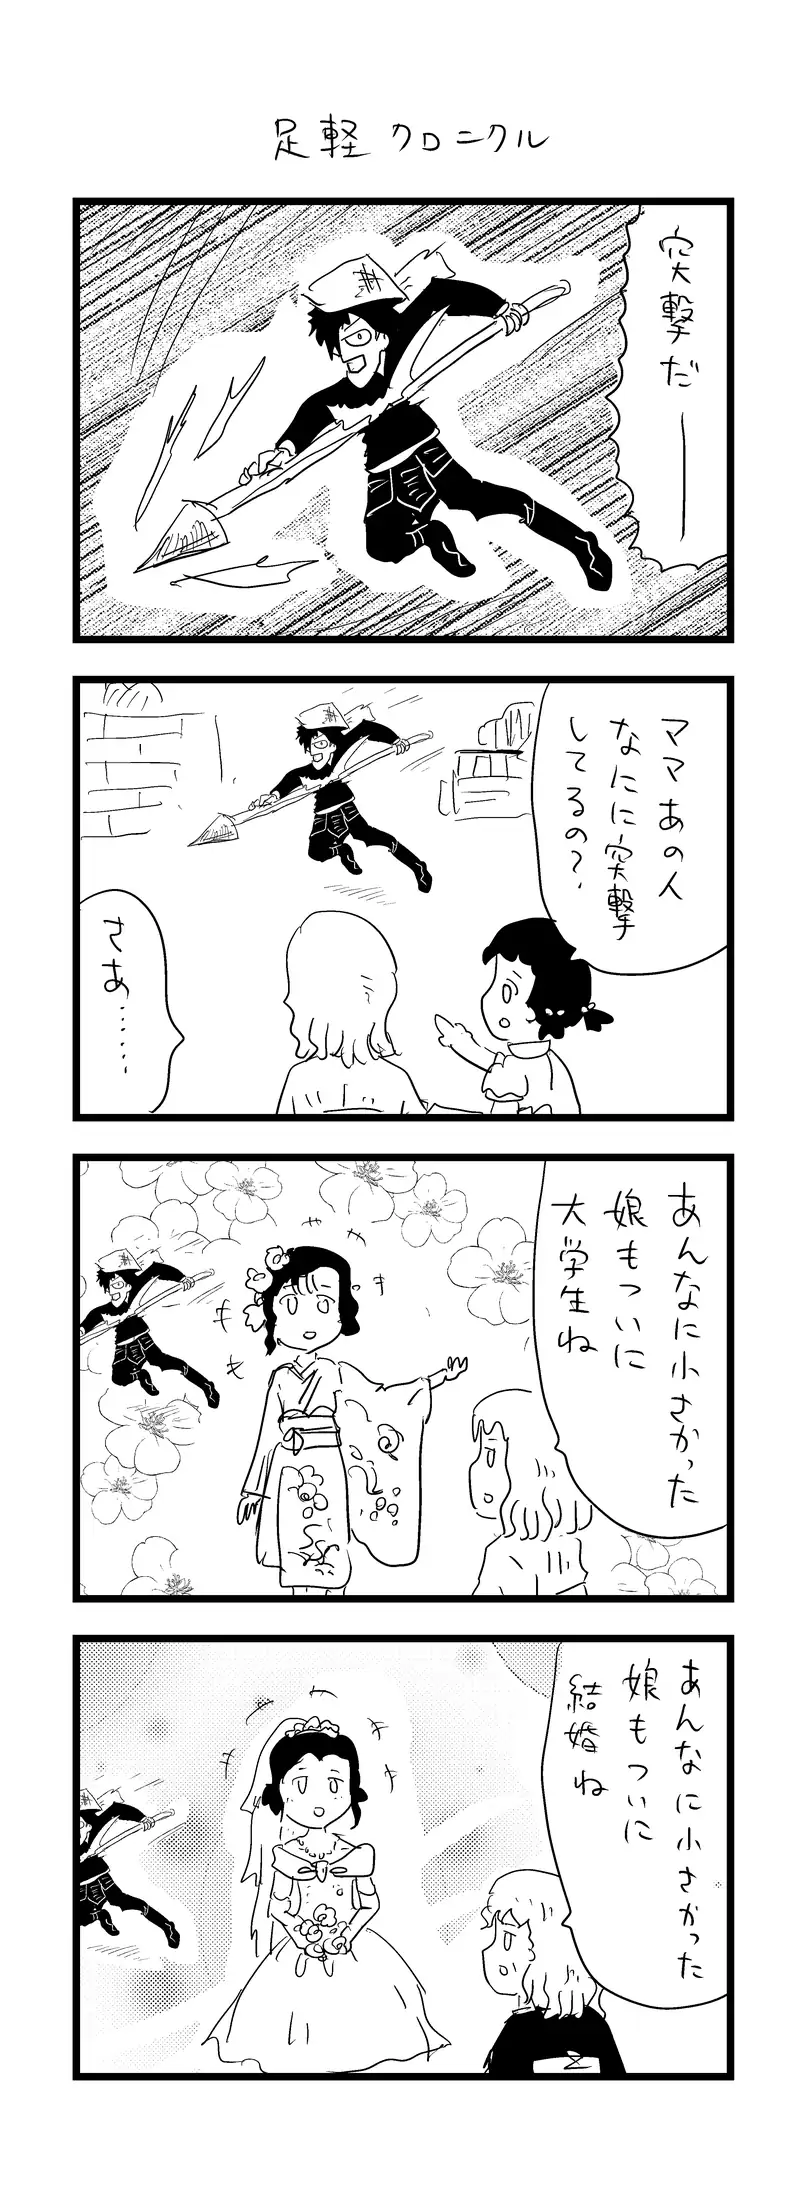 足軽クロニクル
突撃だ――
ママあの人
なにに突撃
してるの?
さあ……
あんなに小さかった
娘もついに
大学生ね
あんなに小さかった
娘もついに
結婚ね